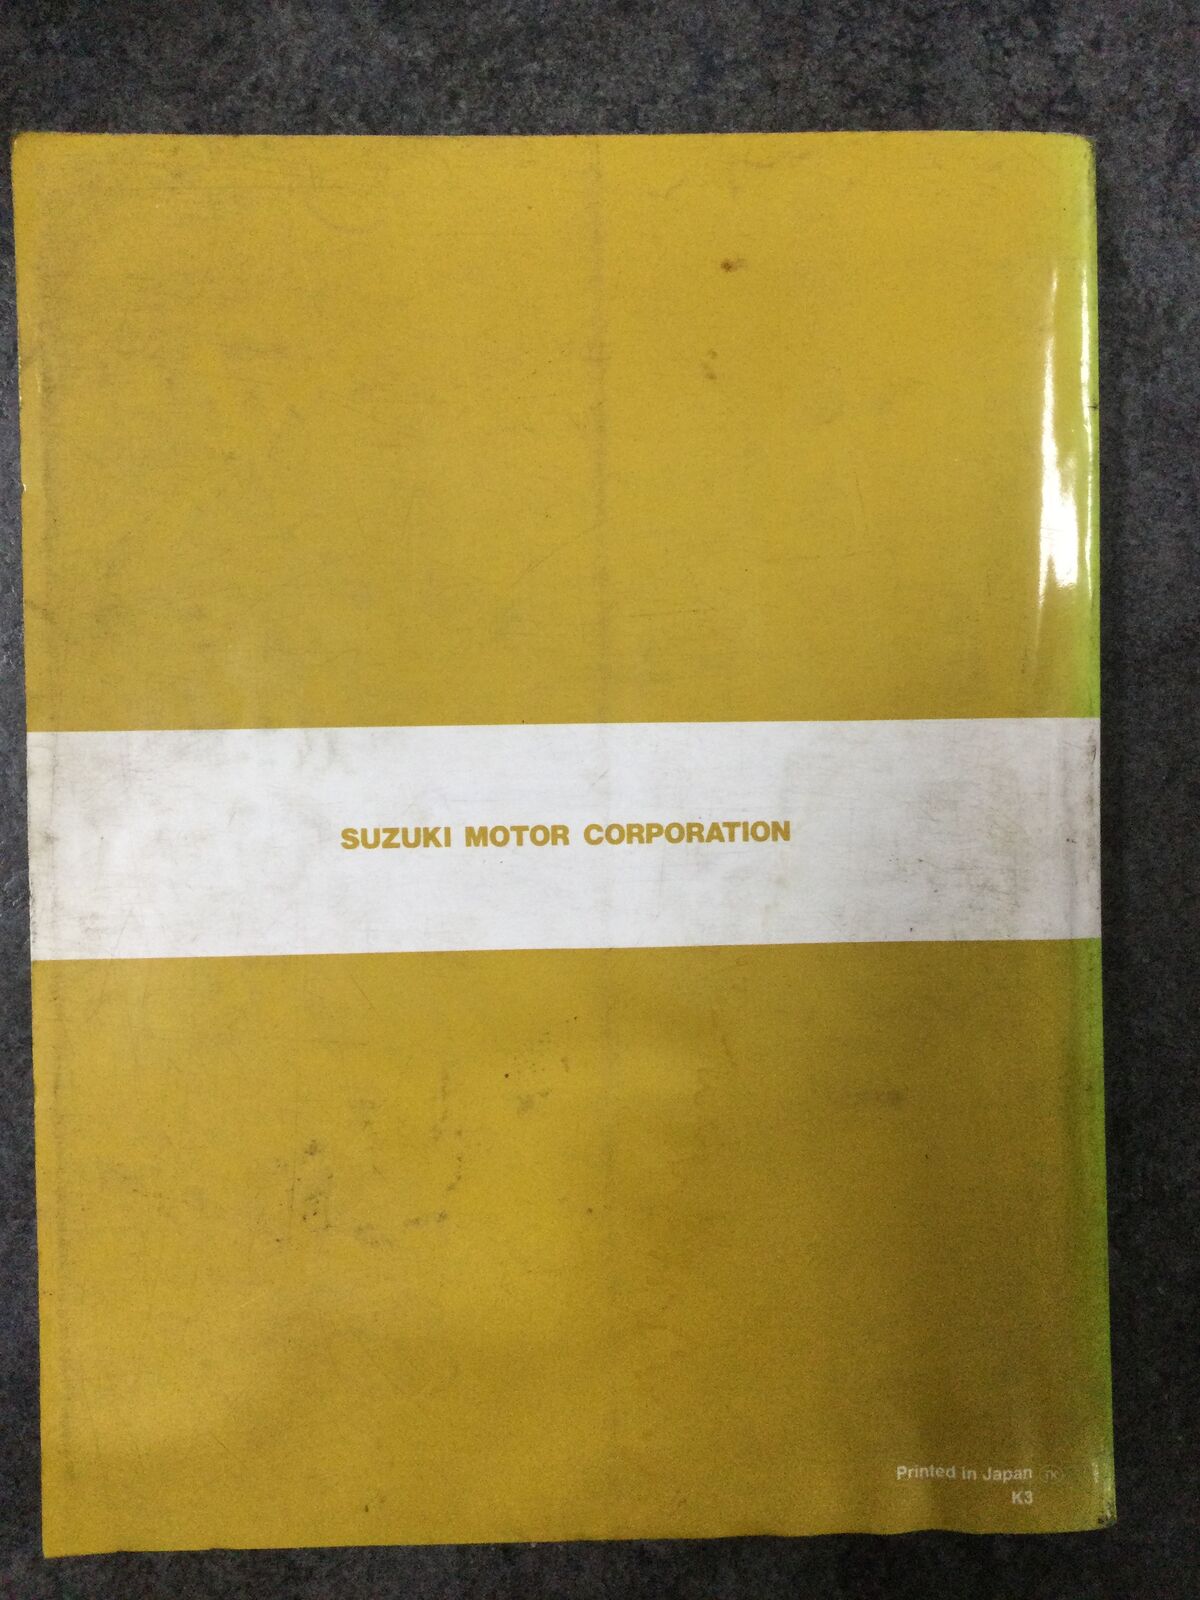 SUZUKI MOTOR CORPORATION
Printed in Japan
K3